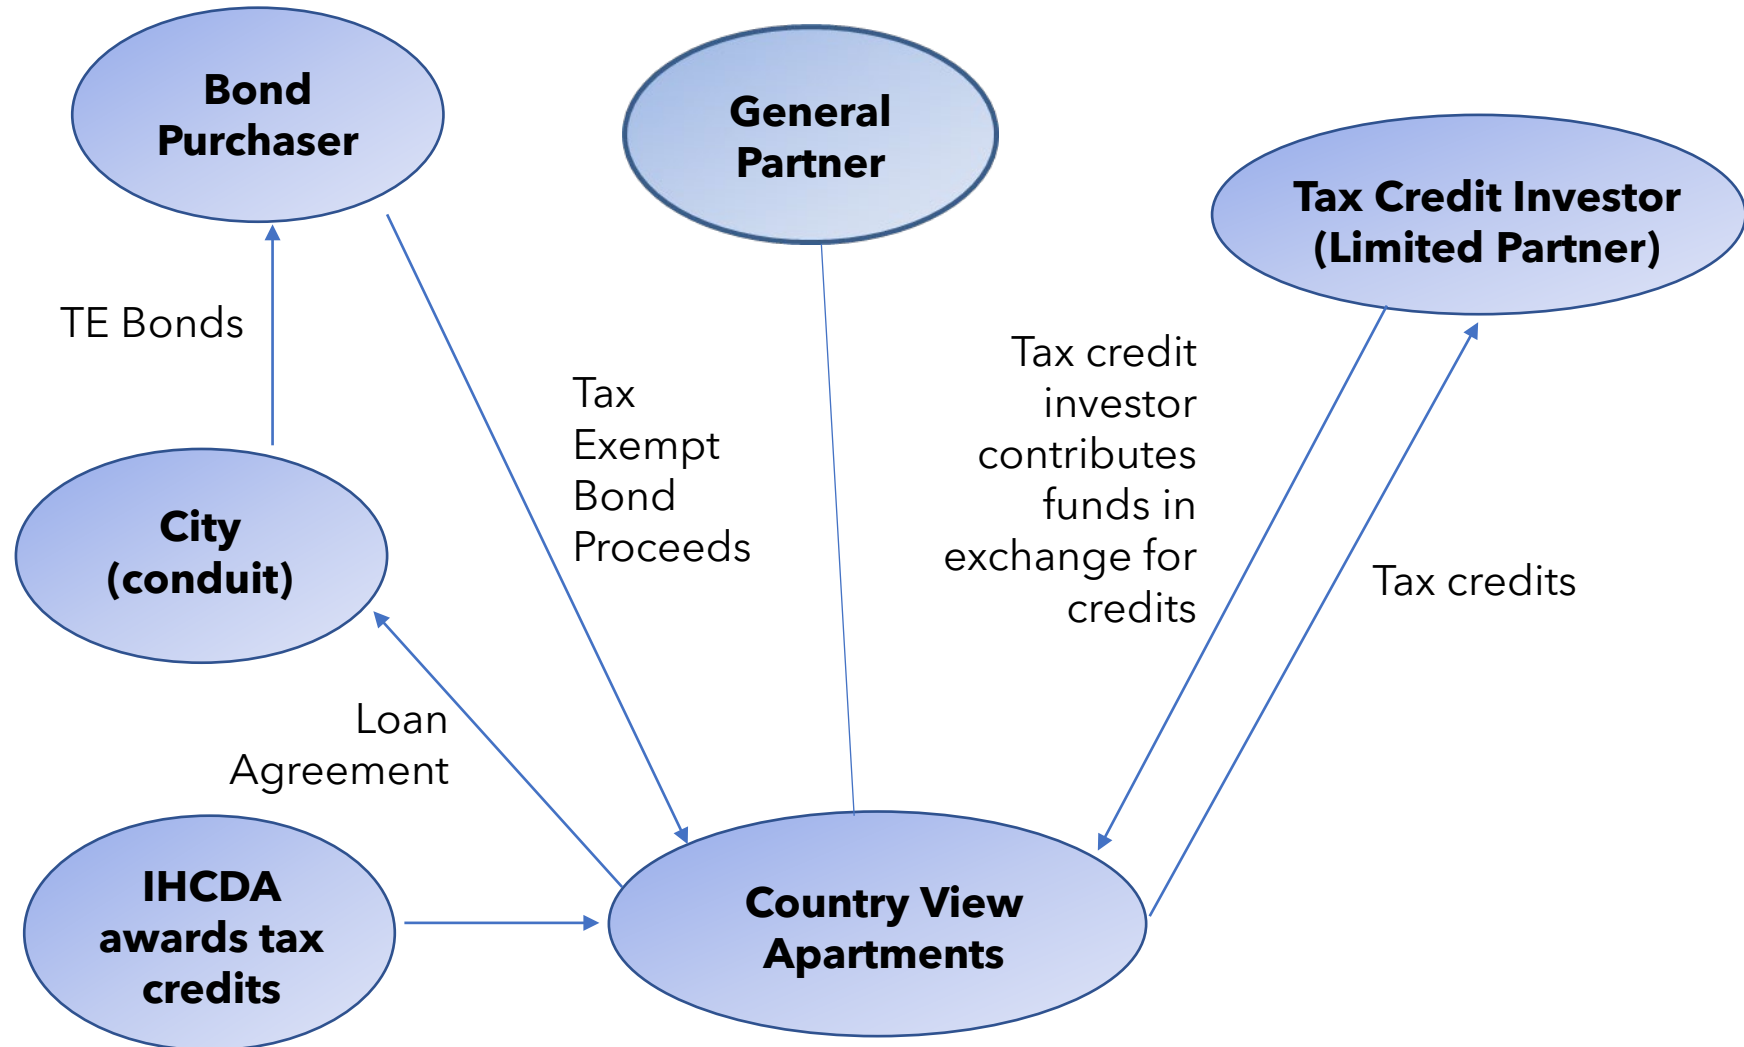 Bond
Purchaser
General
Partner
Tax Credit Investor
(Limited Partner)
TE Bonds
Tax
Exempt
Bond
Proceeds
Tax credit
investor
contributes
funds in
exchange for
credits
Tax credits
City
(conduit)
Loan
Agreement
IHCDA
awards tax
credits
Country View
Apartments